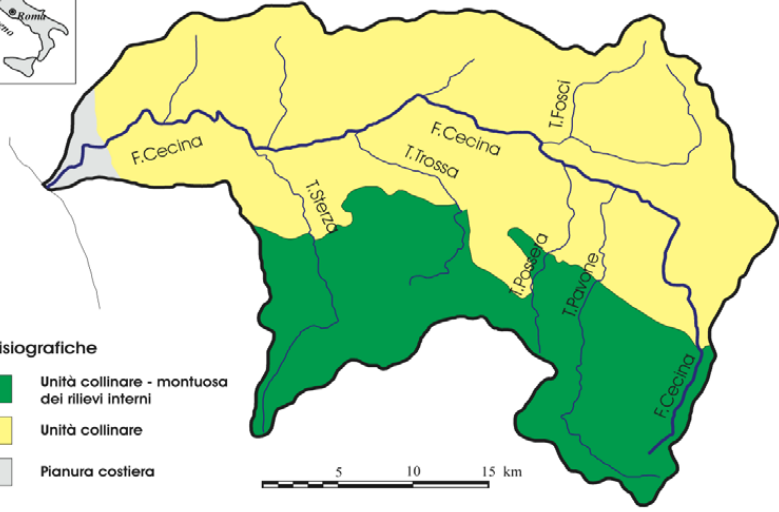 Roma
F.Cecina
F.Cecina
T.Fosci
T.Trossa
T.Sterza
T.Possera
T.Pavone
F.Cecina
isiografiche
Unità collinare - montuosa
dei rilievi interni
Unità collinare
Pianura costiera
5 10 15 km